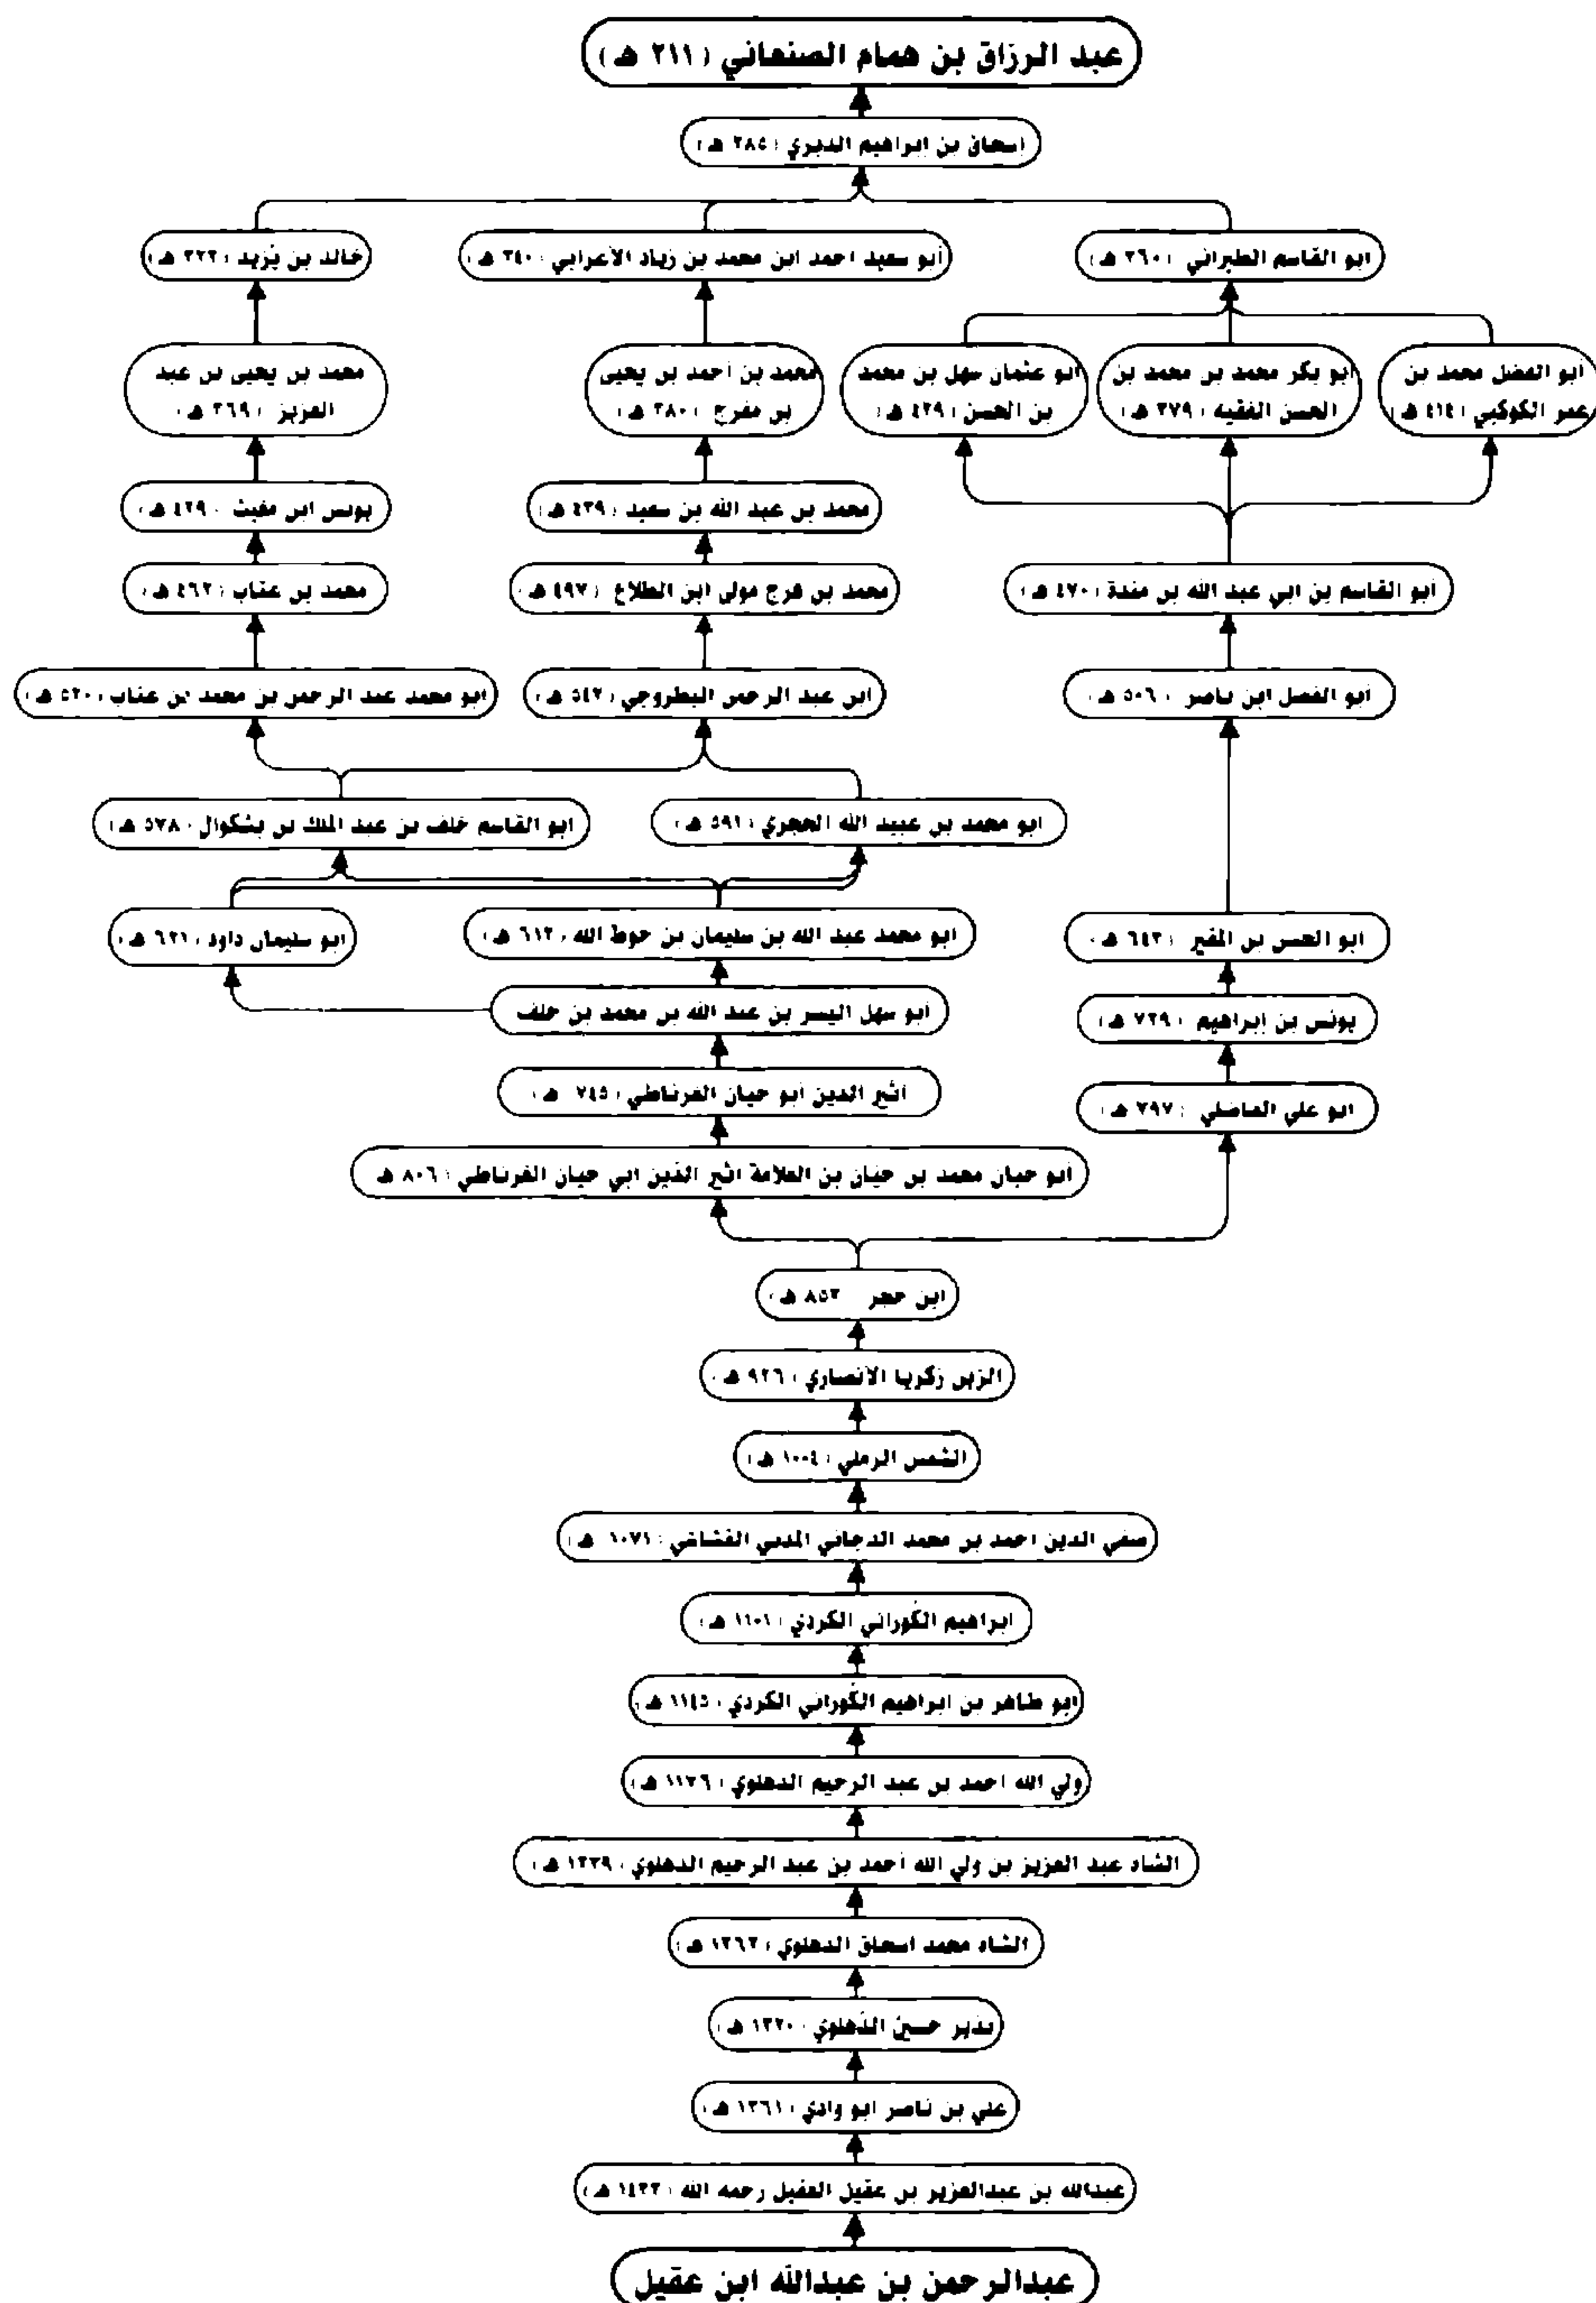 عبد الرزاق بن همام الصنعاني (٢١١ هـ)
إسحاق بن إبراهيم الدبري (٢٨٥ هـ)
أبو القاسم الطبراني (٣٦٠ هـ)
أبو سعيد احمد ابن محمد بن زياد الأعرابي (٣٤٠ هـ)
خالد بن يزيد (٣٢٢ هـ)
أبو الفضل محمد بن
عمر الكوكبي (٤١٤ هـ)
أبو بكر محمد بن محمد بن
الحسن الفقيه (٣٧٩ هـ)
أبو عثمان سهل بن محمد
بن الحسن (٤٢٩ هـ)
محمد بن أحمد بن يحيى
بن مفرج (٣٨٠ هـ)
محمد بن يحيى بن عبد
العزيز (٣٦٩ هـ)
محمد بن عبد الله بن سعيد (٤٣٩ هـ)
يونس ابن مغيث (٤٢٩ هـ)
أبو القاسم بن ابي عبد الله بن مندة (٤٧٠ هـ)
محمد بن فرج مولى ابن الطلاع (٤٩٧ هـ)
محمد بن عتاب (٤٦٢ هـ)
أبو الفضل ابن ناصر (٥٠٦ هـ)
ابن عبد الرحمن البطروجي (٥٤٢ هـ)
ابو محمد عبد الرحمن بن محمد بن عتاب (٥٢٠ هـ)
ابو محمد بن عبيد الله الحجري (٥٩١ هـ)
ابو القاسم خلف بن عبد الملك بن بشكوال (٥٧٨ هـ)
ابو الحسن بن المقير (٦٤٣ هـ)
ابو محمد عبد الله بن سليمان بن حوط الله (٦١٢ هـ)
ابو سليمان داود (٦٢١ هـ)
أبو سهل اليسر بن عبد الله بن محمد بن خلف
يونس بن إبراهيم (٧٢٩ هـ)
أثير الدين أبو حيان الغرناطي (٧٤٥ هـ)
ابو علي الفاضلي (٧٩٧ هـ)
أبو حيان محمد بن حيان بن العلامة اثير الدين ابي حيان الغرناطي (٨٠٦ هـ)
ابن حجر (٨٥٢ هـ)
الزين زكريا الأنصاري (٩٢٦ هـ)
الشمس الرملي (١٠٠٤ هـ)
صفي الدين احمد بن محمد الدجاني المدني القشاشي (١٠٧١ هـ)
ابراهيم الكوراني الكردي (١١٠١ هـ)
ابو طاهر بن ابراهيم الكوراني الكردي (١١٤٥ هـ)
ولي الله احمد بن عبد الرحيم الدهلوي (١١٧٦ هـ)
الشاه عبد العزيز بن ولي الله أحمد بن عبد الرحيم الدهلوي (١٢٣٩ هـ)
الشاه محمد اسحاق الدهلوي (١٢٦٢ هـ)
نذير حسين الدهلوي (١٣٢٠ هـ)
علي بن ناصر ابو وادي (١٣٦١ هـ)
عبدالله بن عبدالعزيز بن عقيل العقيل رحمه الله (١٤٣٢ هـ)
عبدالرحمن بن عبدالله ابن عقيل